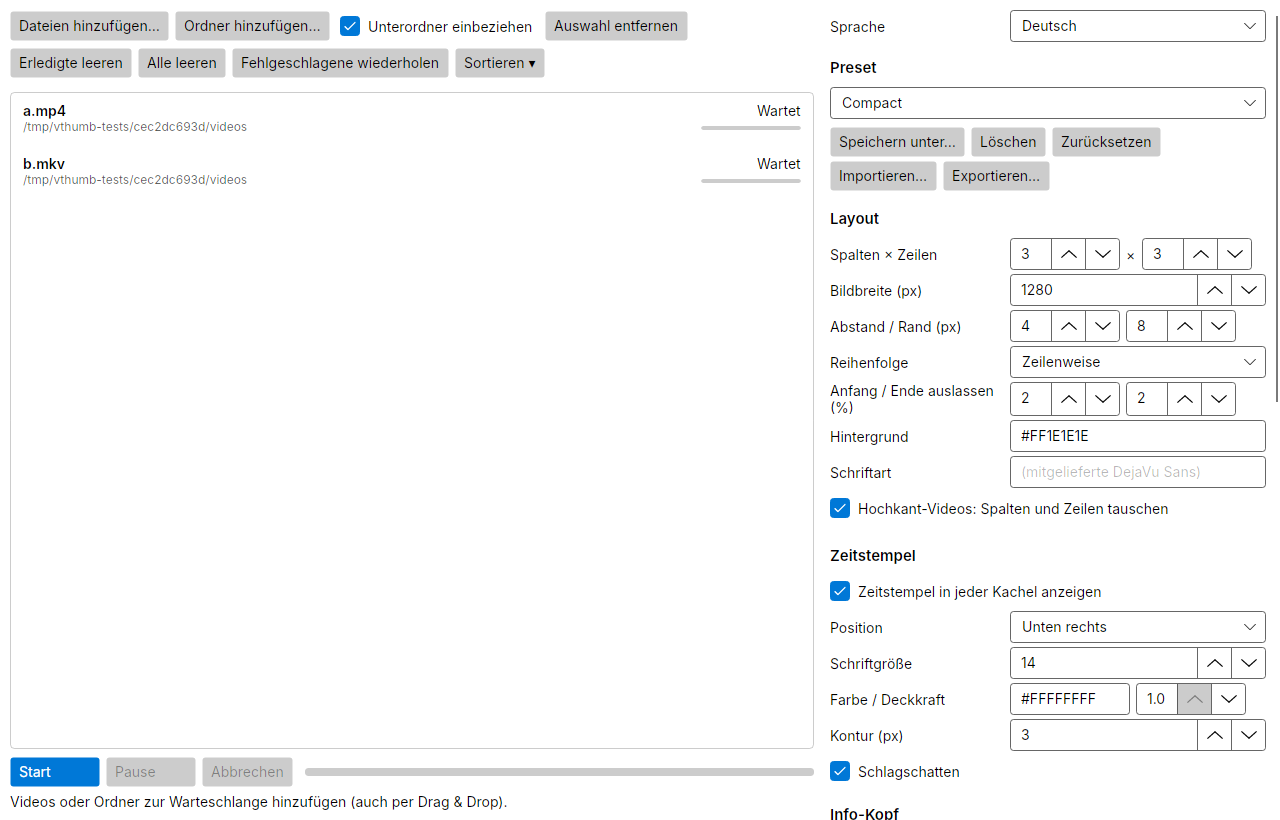 Dateien hinzufügen... Ordner hinzufügen... Unterordner einbeziehen Auswahl entfernen
Erledigte leeren Alle leeren Fehlgeschlagene wiederholen Sortieren ▾
a.mp4 Wartet
/tmp/vthumb-tests/cec2dc693d/videos
b.mkv Wartet
/tmp/vthumb-tests/cec2dc693d/videos
Start Pause Abbrechen
Videos oder Ordner zur Warteschlange hinzufügen (auch per Drag & Drop).
Sprache Deutsch
Preset
Compact
Speichern unter... Löschen Zurücksetzen
Importieren... Exportieren...
Layout
Spalten × Zeilen 3 × 3
Bildbreite (px) 1280
Abstand / Rand (px) 4 8
Reihenfolge Zeilenweise
Anfang / Ende auslassen (%) 2 2
Hintergrund #FF1E1E1E
Schriftart (mitgelieferte DejaVu Sans)
Hochkant-Videos: Spalten und Zeilen tauschen
Zeitstempel
Zeitstempel in jeder Kachel anzeigen
Position Unten rechts
Schriftgröße 14
Farbe / Deckkraft #FFFFFFFF 1.0
Kontur (px) 3
Schlagschatten
Info-Kopf